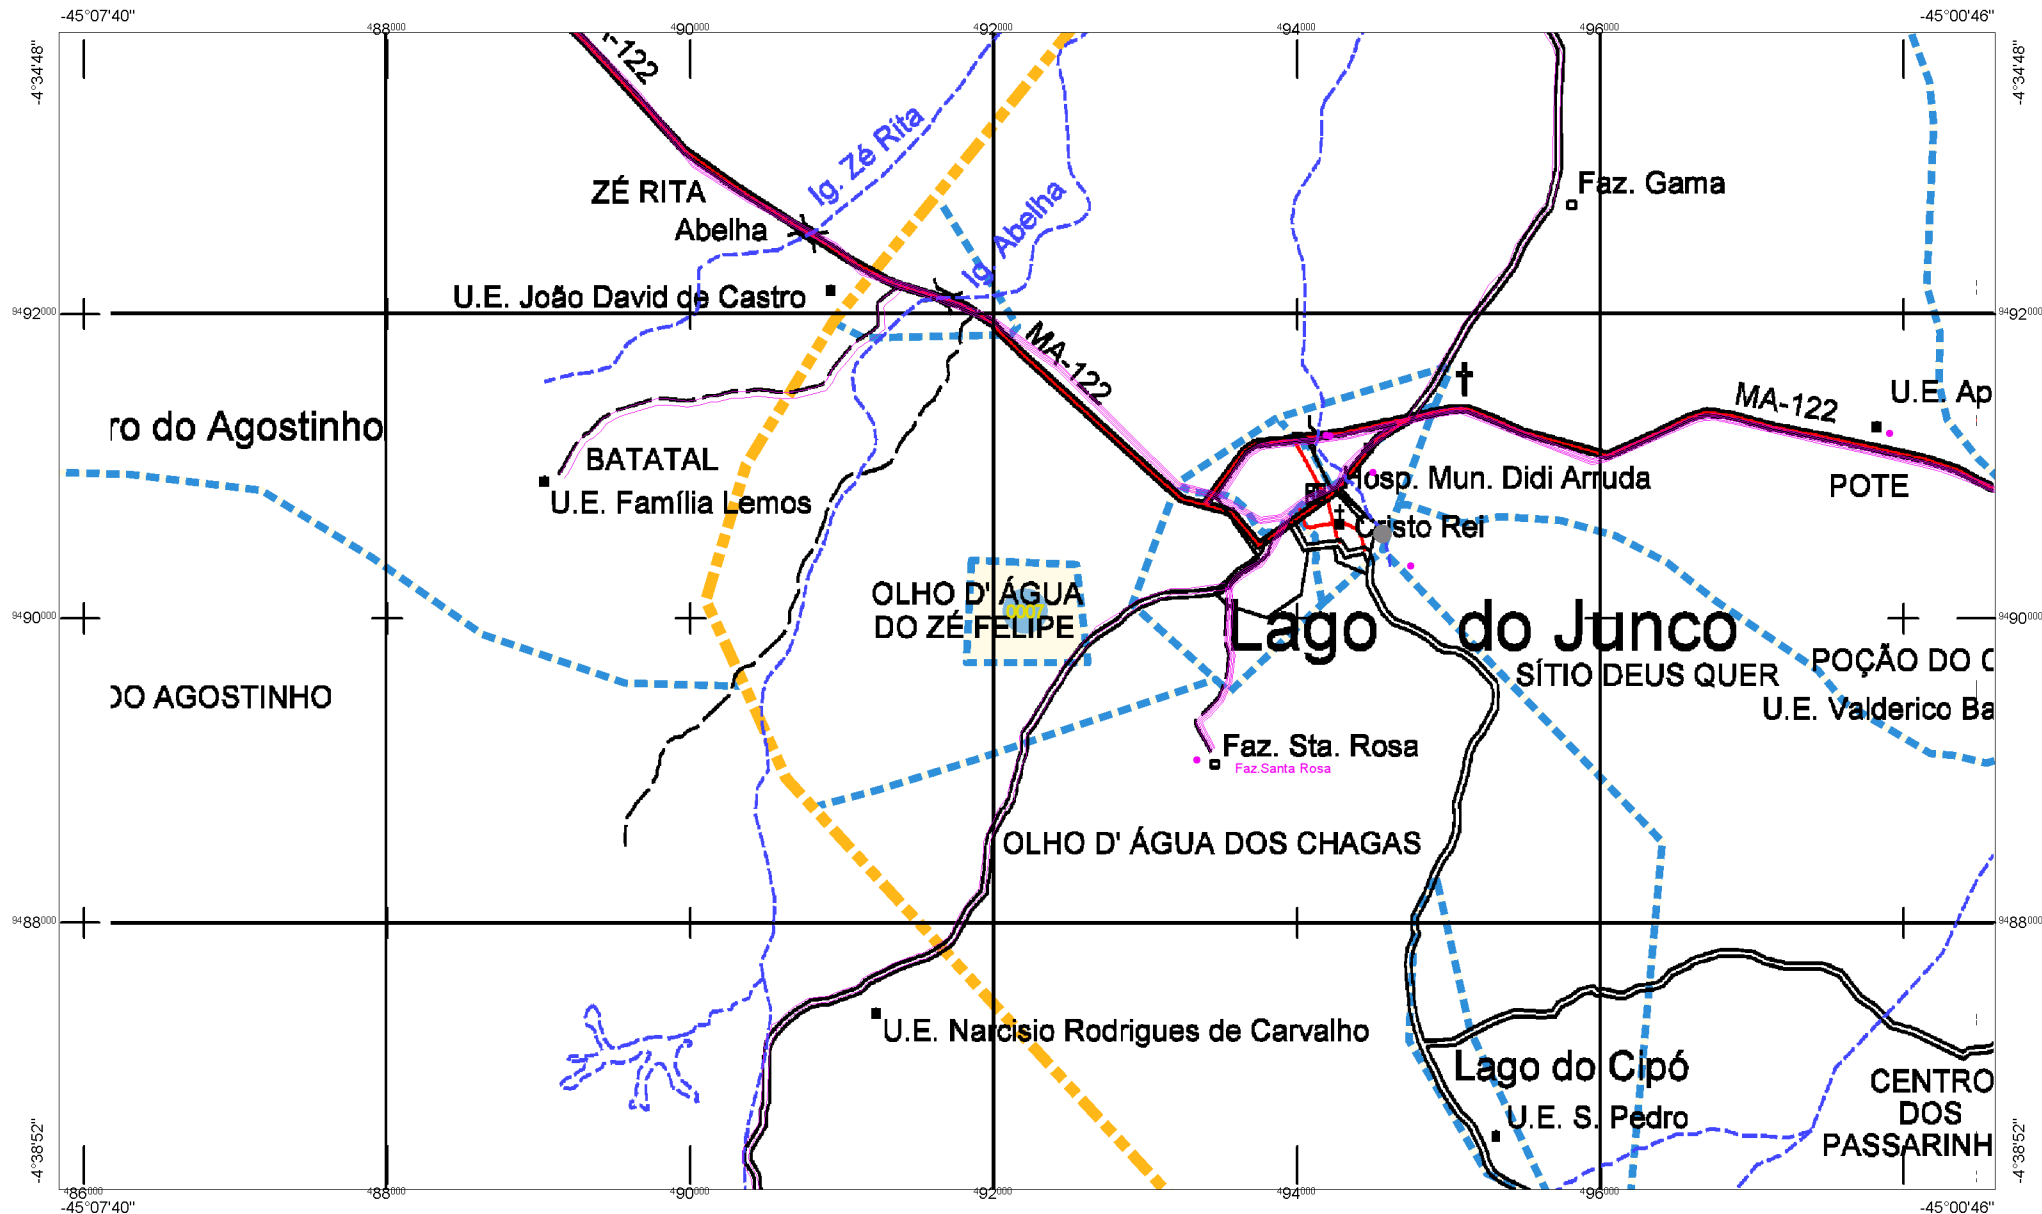 -45°07'40"
-45°00'46"
488000
490000
492000
494000
496000
-4°34'48"
-4°34'48"
-122
Ig. Zé Rita
ZÉ RITA
Faz. Gama
Abelha
Ig. Abelha
U.E. João David de Castro
9492000
9492000
MA-122
MA-122
U.E. Ap
ro do Agostinho
BATATAL
Hosp. Mun. Didi Arruda
POTE
U.E. Família Lemos
Cristo Rei
OLHO D' ÁGUA
0007
DO ZÉ FELIPE
9490000
9490000
Lago do Junco
POÇÃO DO C
SÍTIO DEUS QUER
DO AGOSTINHO
U.E. Valderico Ba
Faz. Sta. Rosa
Faz.Santa Rosa
OLHO D' ÁGUA DOS CHAGAS
9488000
9488000
U.E. Narcisio Rodrigues de Carvalho
Lago do Cipó
CENTRO
DOS
PASSARINH
U.E. S. Pedro
-4°38'52"
-4°38'52"
486000
488000
490000
492000
494000
496000
-45°07'40"
-45°00'46"